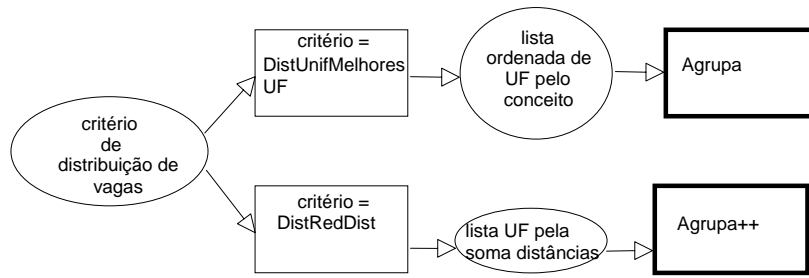 critério
de
distribuição de
vagas
critério =
DistUnifMelhores
UF
lista
ordenada de
UF pelo
conceito
Agrupa
critério =
DistRedDist
lista UF pela
soma distâncias
Agrupa++